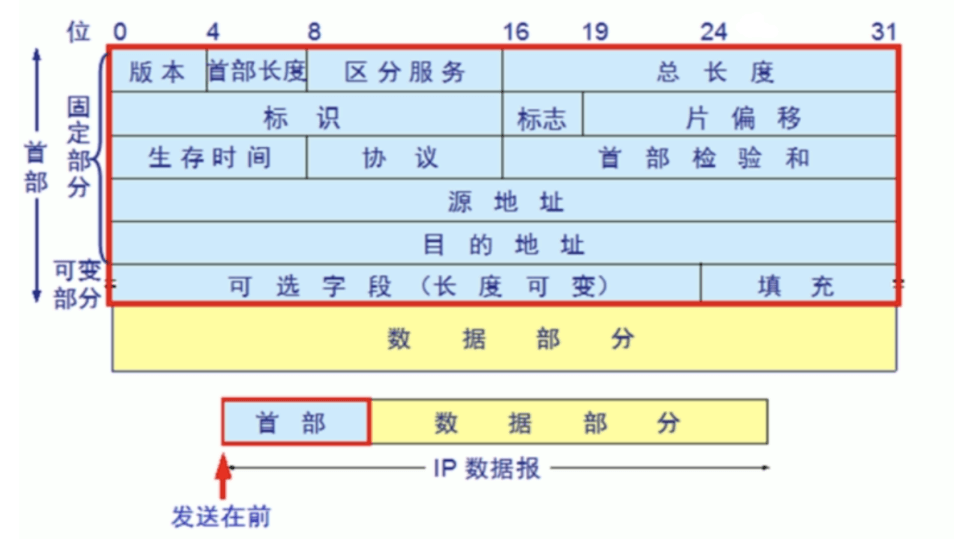 位 0 4 8 16 19 24 31
版本 首部长度 区分服务 总长度
标识 标志 片偏移
生存时间 协议 首部检验和
源地址
目的地址
可选字段（长度可变） 填充
数据部分
首部
固定部分
可变部分
首部 数据部分
IP 数据报
发送在前